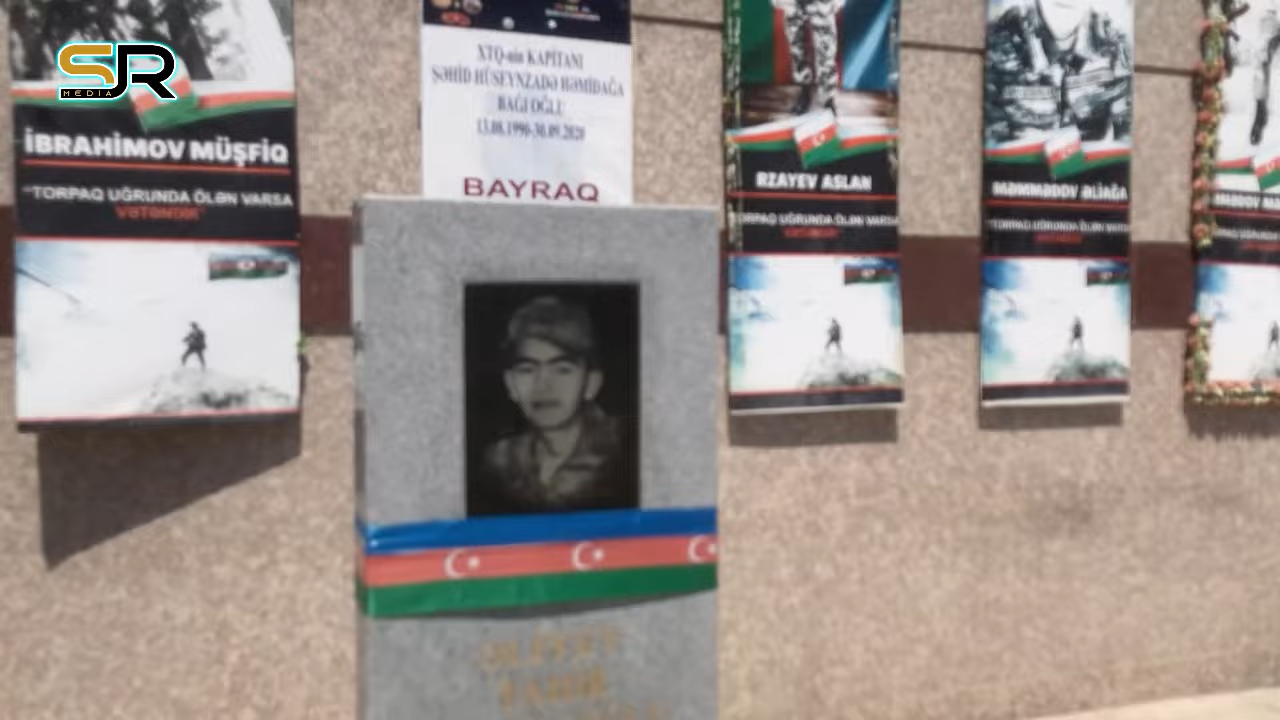 SR
MEDIA
İBRAHİMOV MÜŞFİQ
"TORPAQ UĞRUNDA ÖLƏN VARSA
VƏTƏNDİR"
XTQ-nin KAPİTANI
ŞƏHİD HÜSEYNZADƏ HƏMİDAĞA
BAĞI OĞLU
13.08.1990-30.09.2020
BAYRAQ
RZAYEV ASLAN
TORPAQ UĞRUNDA ÖLƏN VARSA
VƏTƏNDİR"
MƏMMƏDOV ƏLİAĞA
"TORPAQ UĞRUNDA ÖLƏN VARSA
VƏTƏNDİR"